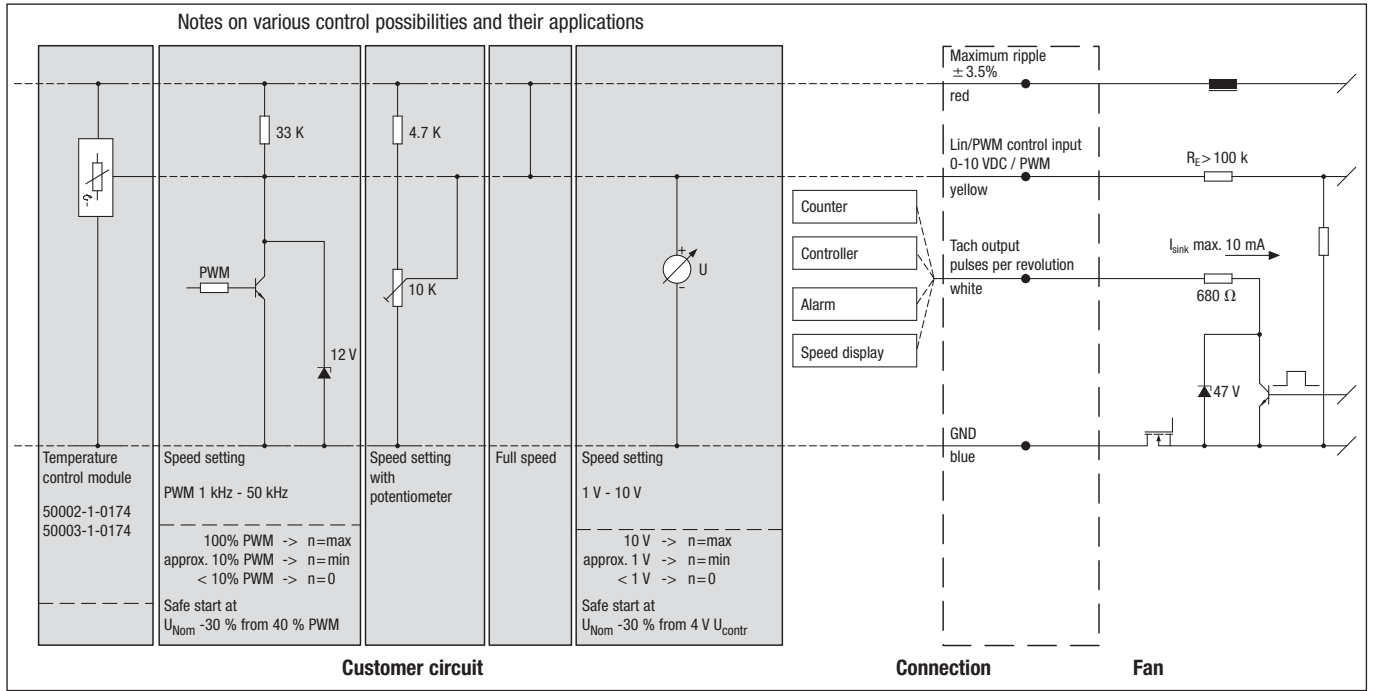 Notes on various control possibilities and their applications
33 K
PWM
12 V
4.7 K
10 K
+
U
-
Counter
Controller
Alarm
Speed display
Maximum ripple
± 3.5%
red
Lin/PWM control input
0-10 VDC / PWM
yellow
Tach output
pulses per revolution
white
GND
blue
R_E > 100 k
I_sink max. 10 mA
680 Ω
47 V
Temperature
control module
50002-1-0174
50003-1-0174
Speed setting
PWM 1 kHz - 50 kHz
100% PWM -> n=max
approx. 10% PWM -> n=min
< 10% PWM -> n=0
Safe start at
U_Nom -30 % from 40 % PWM
Speed setting
with
potentiometer
Full speed
Speed setting
1 V - 10 V
10 V -> n=max
approx. 1 V -> n=min
< 1 V -> n=0
Safe start at
U_Nom -30 % from 4 V U_contr
Customer circuit
Connection
Fan